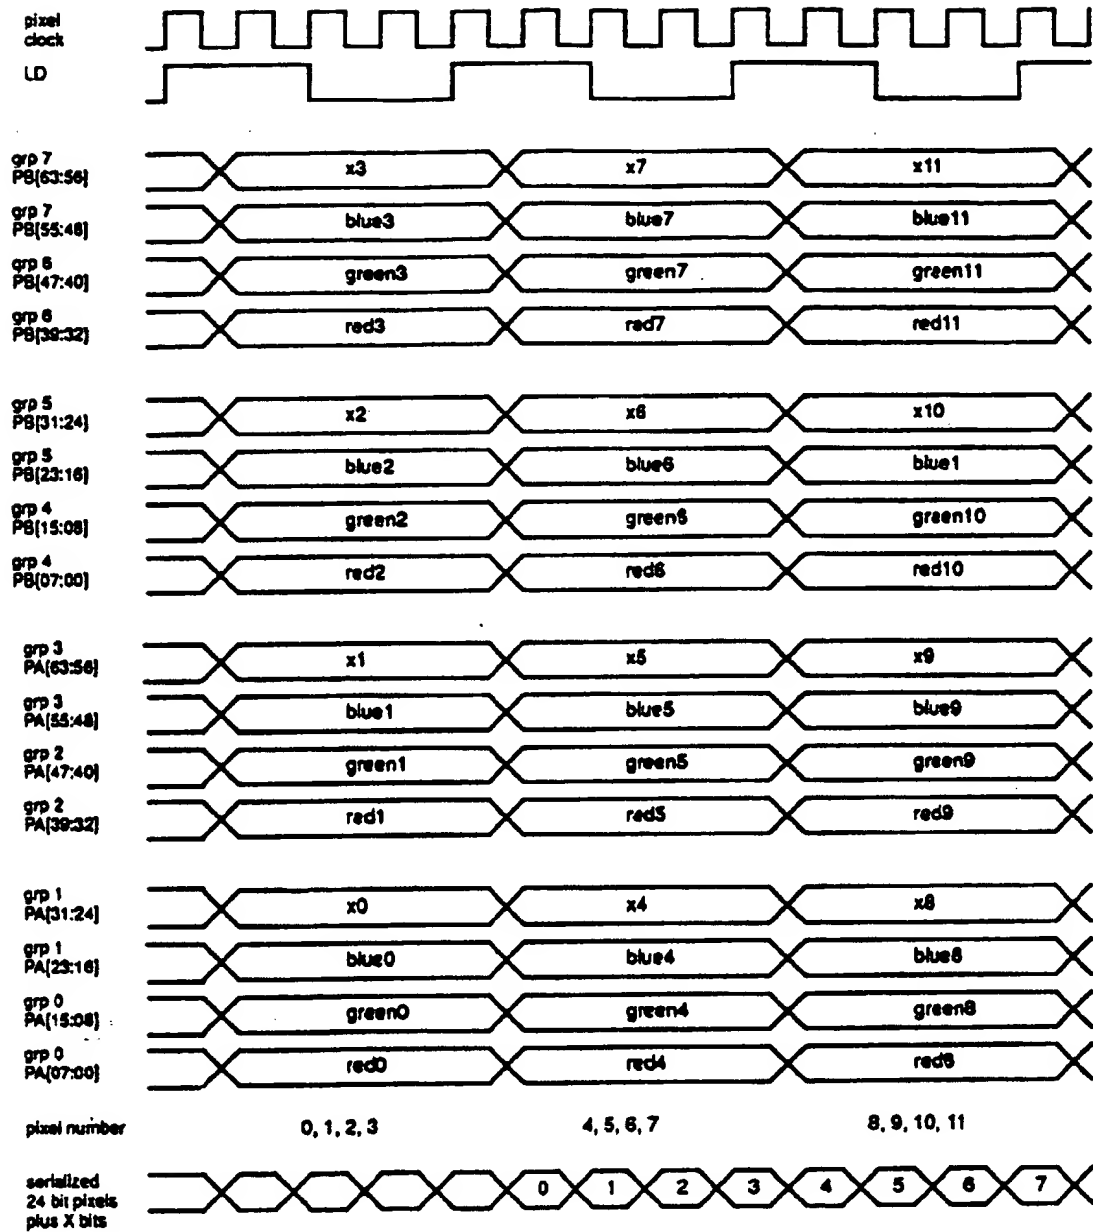 pixel
clock
LD
grp 7
PB[63:56]
x3 x7 x11
grp 7
PB[55:48]
blue3 blue7 blue11
grp 6
PB[47:40]
green3 green7 green11
grp 6
PB[39:32]
red3 red7 red11
grp 5
PB[31:24]
x2 x6 x10
grp 5
PB[23:16]
blue2 blue6 blue1
grp 4
PB[15:08]
green2 green6 green10
grp 4
PB[07:00]
red2 red6 red10
grp 3
PA[63:56]
x1 x5 x9
grp 3
PA[55:48]
blue1 blue5 blue9
grp 2
PA[47:40]
green1 green5 green9
grp 2
PA[39:32]
red1 red5 red9
grp 1
PA[31:24]
x0 x4 x8
grp 1
PA[23:16]
blue0 blue4 blue8
grp 0
PA[15:08]
green0 green4 green8
grp 0
PA[07:00]
red0 red4 red8
pixel number 0, 1, 2, 3 4, 5, 6, 7 8, 9, 10, 11
serialized
24 bit pixels
plus X bits
0 1 2 3 4 5 6 7